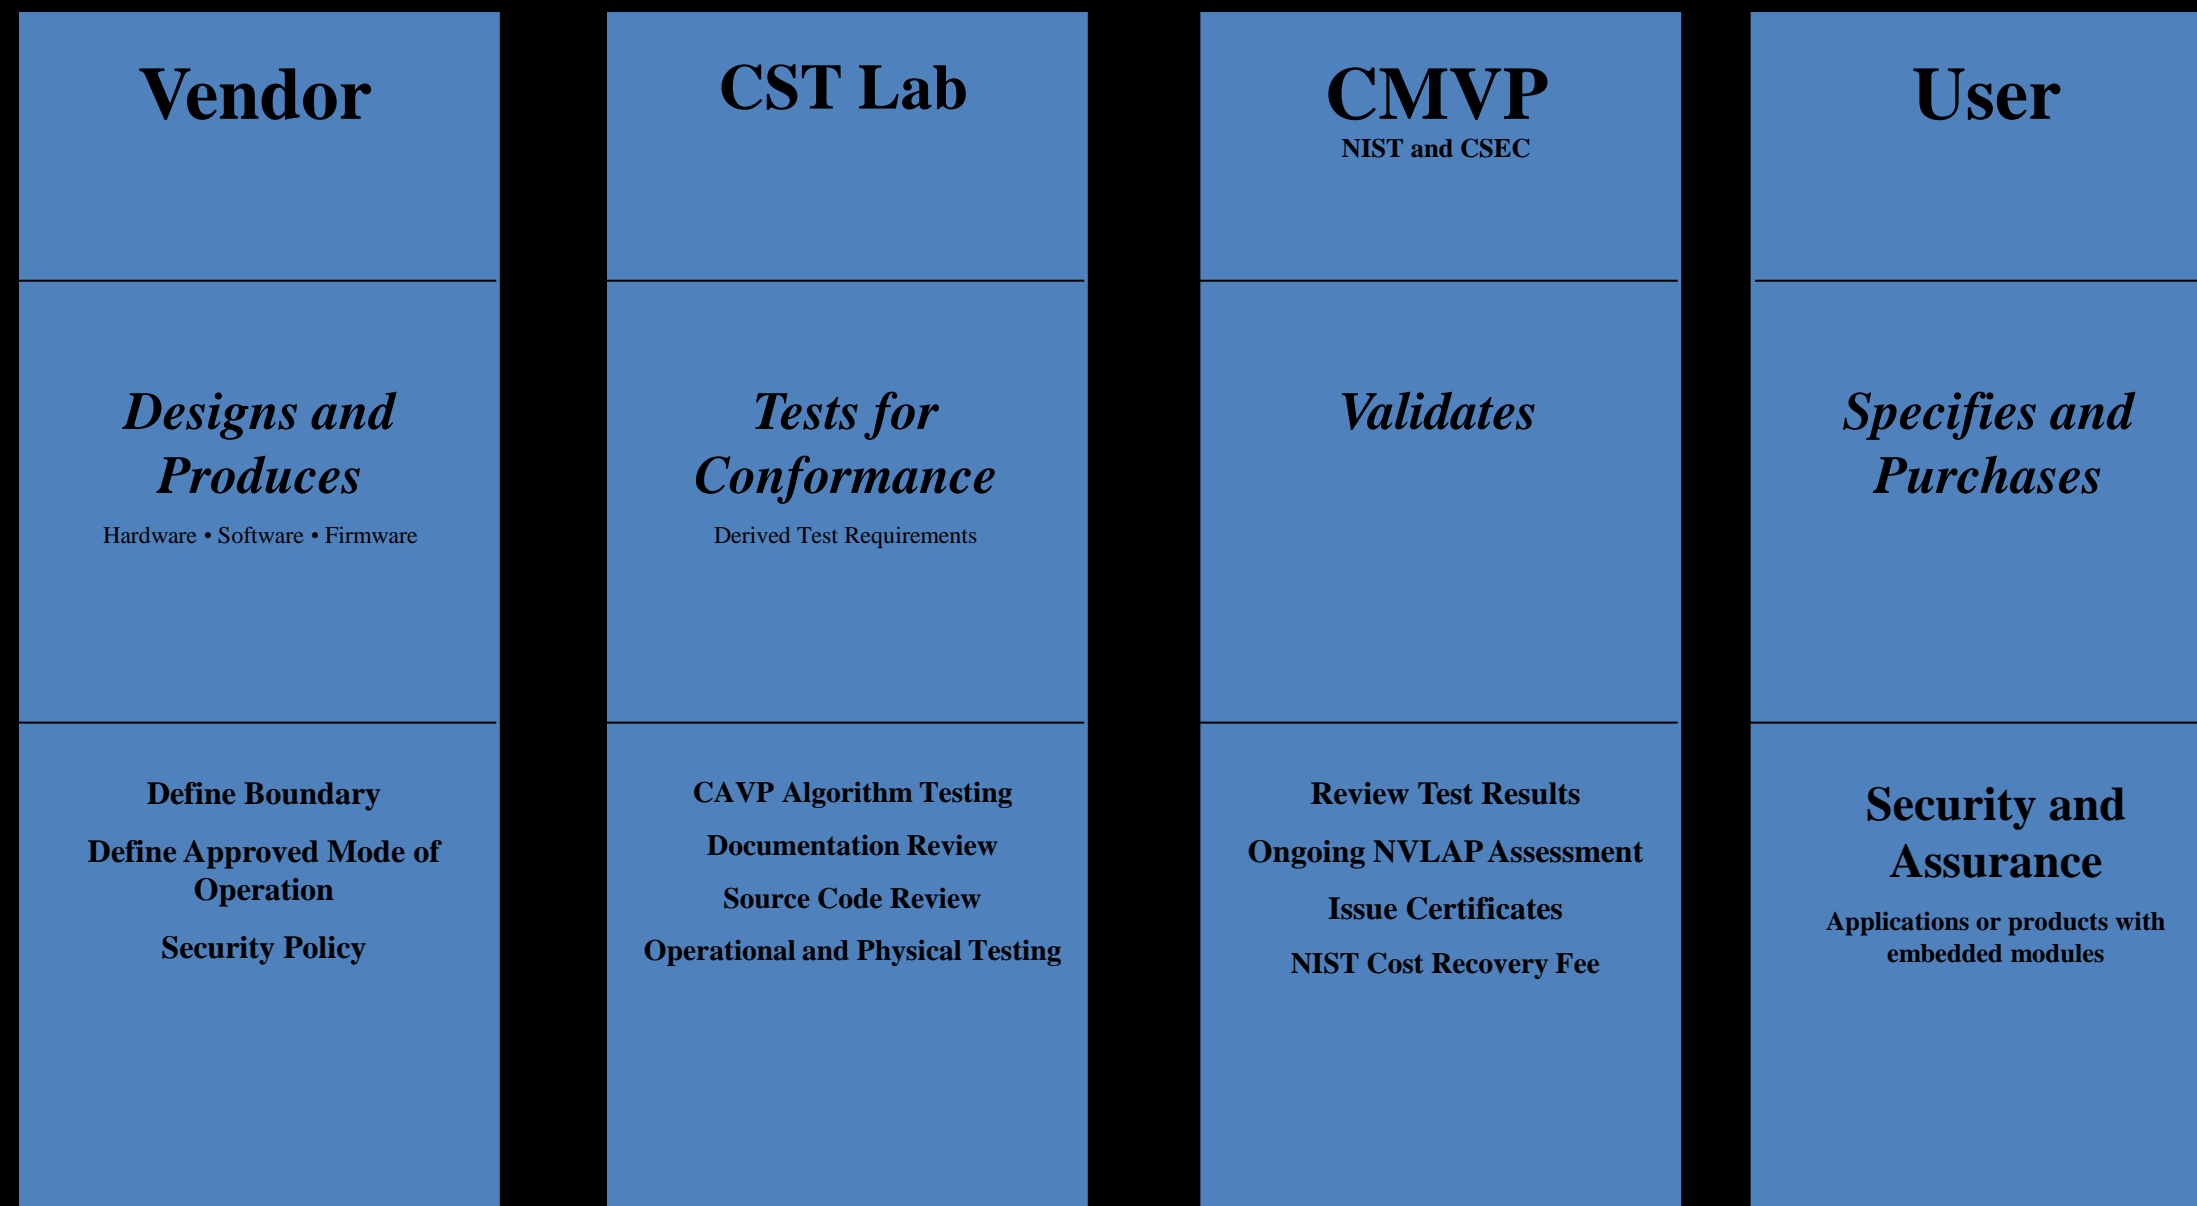 Vendor
Designs and
Produces
Hardware • Software • Firmware
Define Boundary
Define Approved Mode of
Operation
Security Policy
CST Lab
Tests for
Conformance
Derived Test Requirements
CAVP Algorithm Testing
Documentation Review
Source Code Review
Operational and Physical Testing
CMVP
NIST and CSEC
Validates
Review Test Results
Ongoing NVLAP Assessment
Issue Certificates
NIST Cost Recovery Fee
User
Specifies and
Purchases
Security and
Assurance
Applications or products with
embedded modules